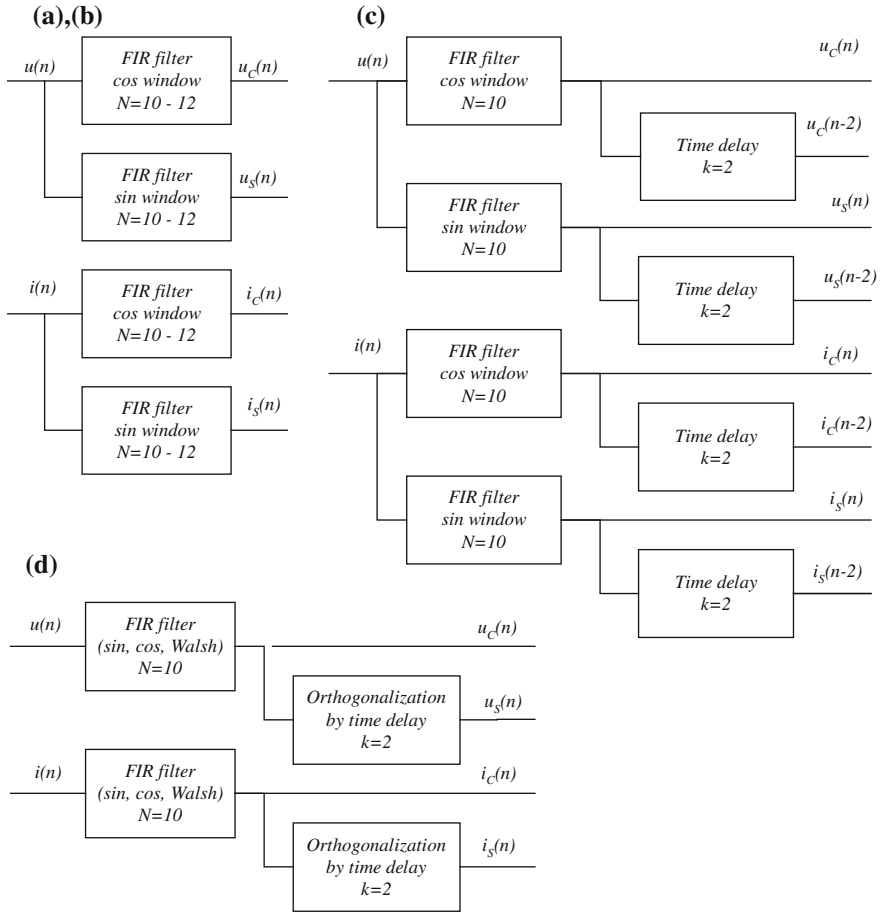 (a),(b)
u(n)
FIR filter
cos window
N=10 - 12
u_C(n)
FIR filter
sin window
N=10 - 12
u_S(n)
i(n)
FIR filter
cos window
N=10 - 12
i_C(n)
FIR filter
sin window
N=10 - 12
i_S(n)
(c)
u(n)
FIR filter
cos window
N=10
u_C(n)
Time delay
k=2
u_C(n-2)
FIR filter
sin window
N=10
u_S(n)
Time delay
k=2
u_S(n-2)
i(n)
FIR filter
cos window
N=10
i_C(n)
Time delay
k=2
i_C(n-2)
FIR filter
sin window
N=10
i_S(n)
Time delay
k=2
i_S(n-2)
(d)
u(n)
FIR filter
(sin, cos, Walsh)
N=10
u_C(n)
Orthogonalization
by time delay
k=2
u_S(n)
i(n)
FIR filter
(sin, cos, Walsh)
N=10
i_C(n)
Orthogonalization
by time delay
k=2
i_S(n)